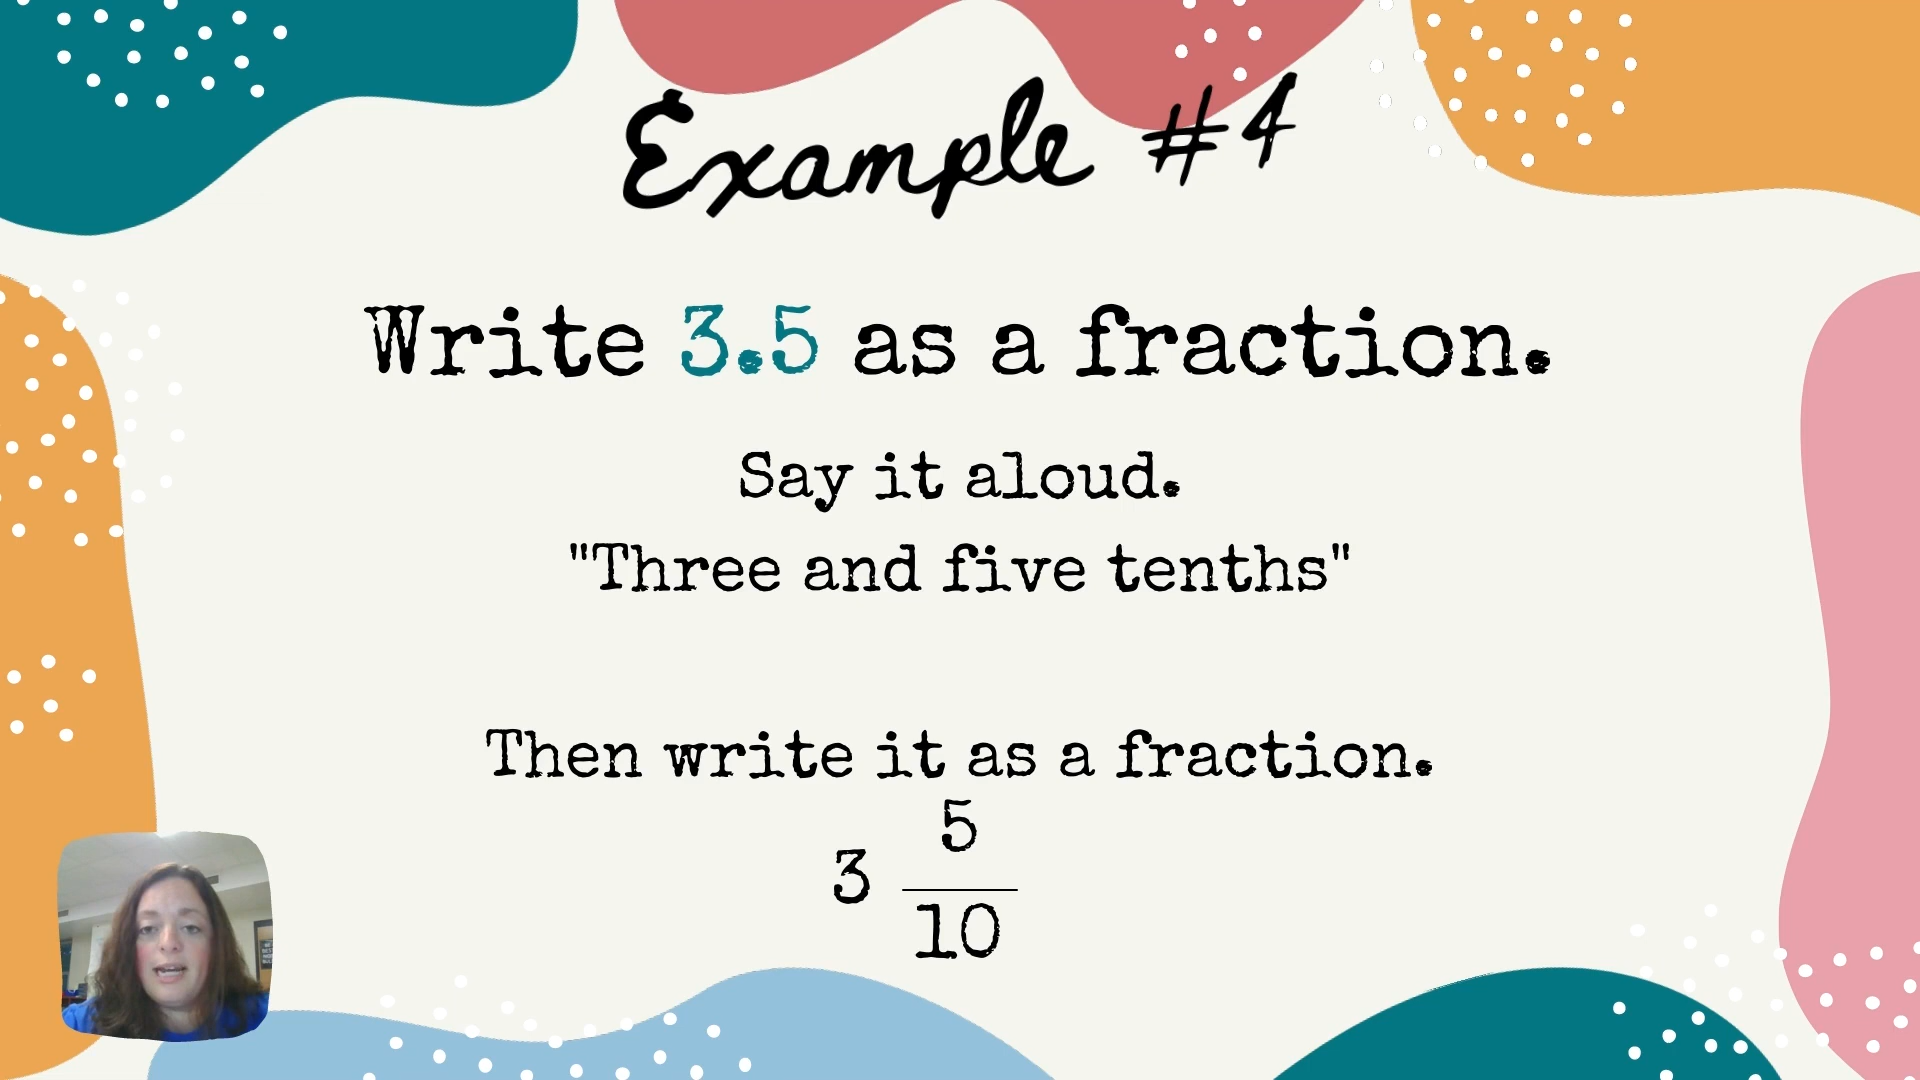 Example #4
Write 3.5 as a fraction.
Say it aloud.
"Three and five tenths"
Then write it as a fraction.
5
3
10